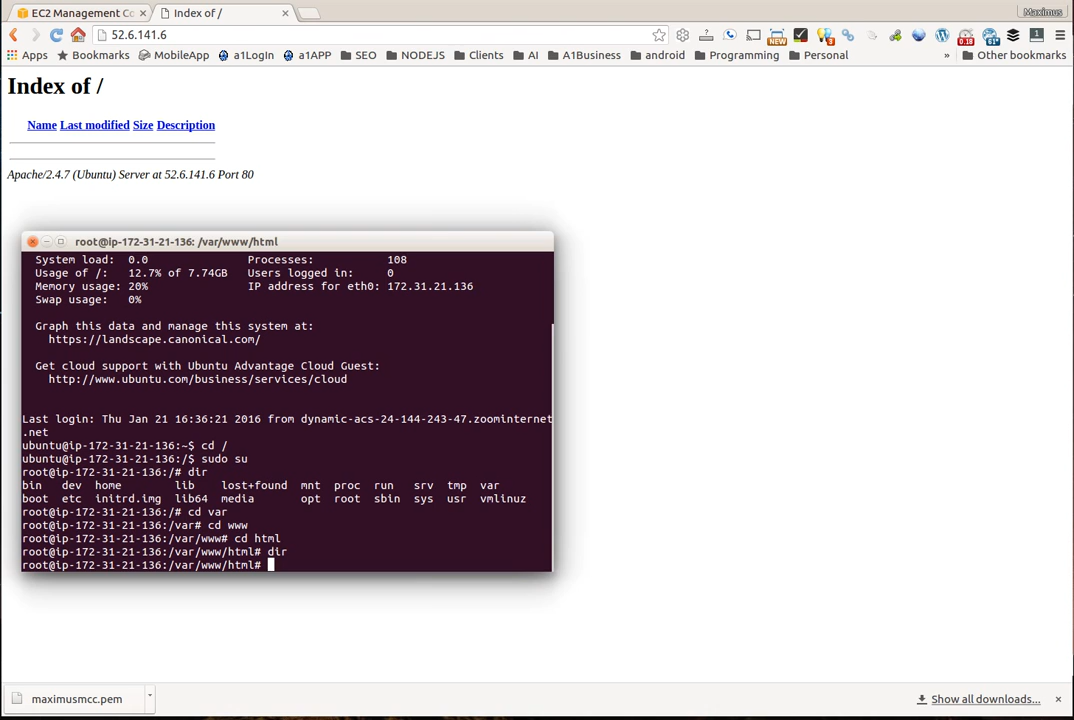 EC2 Management Co
Index of /
Maximus
52.6.141.6
Apps Bookmarks MobileApp a1LogIn a1APP SEO NODEJS Clients AI A1Business android Programming Personal » Other bookmarks
NEW 3 0.18 61* 1
Index of /
Name Last modified Size Description
Apache/2.4.7 (Ubuntu) Server at 52.6.141.6 Port 80
root@ip-172-31-21-136: /var/www/html
System load: 0.0 Processes: 108
Usage of /: 12.7% of 7.74GB Users logged in: 0
Memory usage: 20% IP address for eth0: 172.31.21.136
Swap usage: 0%
Graph this data and manage this system at:
https://landscape.canonical.com/
Get cloud support with Ubuntu Advantage Cloud Guest:
http://www.ubuntu.com/business/services/cloud
Last login: Thu Jan 21 16:36:21 2016 from dynamic-acs-24-144-243-47.zoominternet
.net
ubuntu@ip-172-31-21-136:~$ cd /
ubuntu@ip-172-31-21-136:/$ sudo su
root@ip-172-31-21-136:/# dir
bin dev home lib lost+found mnt proc run srv tmp var
boot etc initrd.img lib64 media opt root sbin sys usr vmlinuz
root@ip-172-31-21-136:/# cd var
root@ip-172-31-21-136:/var# cd www
root@ip-172-31-21-136:/var/www# cd html
root@ip-172-31-21-136:/var/www/html# dir
root@ip-172-31-21-136:/var/www/html#
maximusmcc.pem
Show all downloads...